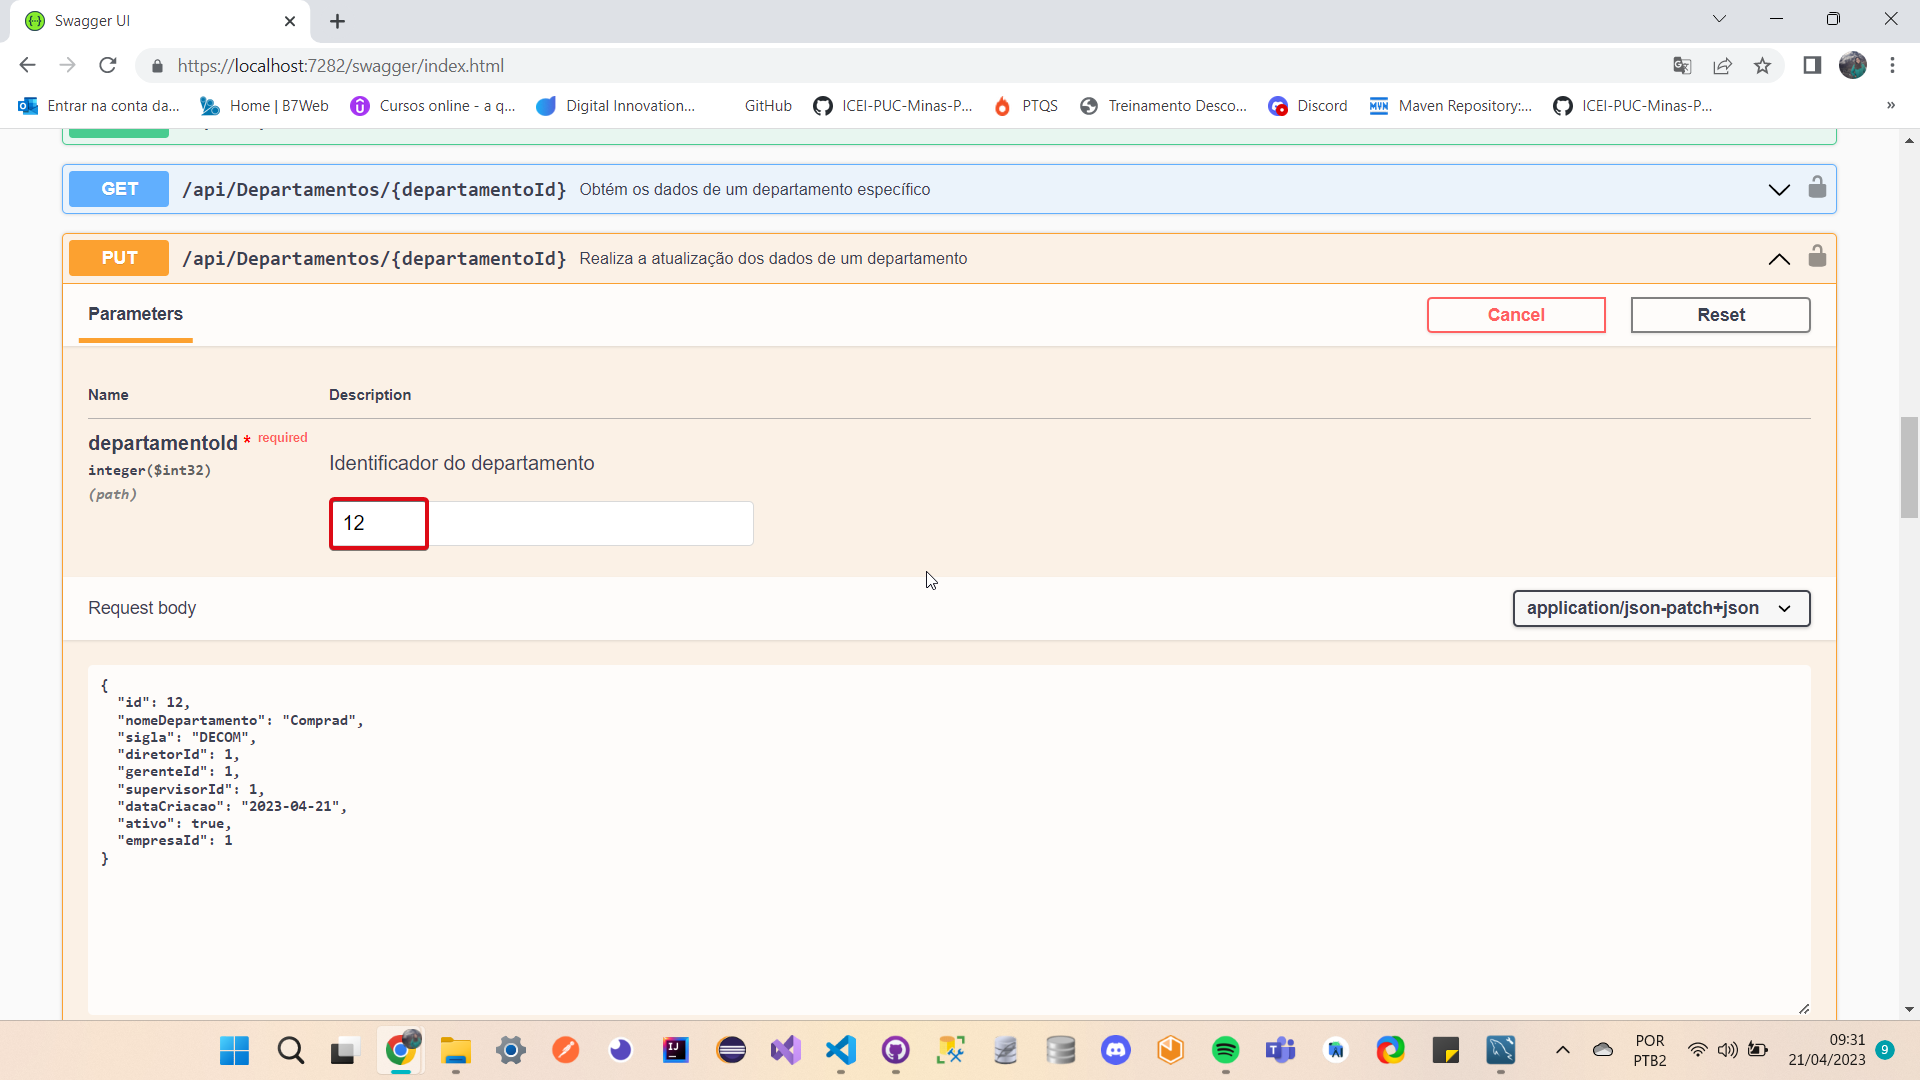 Swagger UI
https://localhost:7282/swagger/index.html
Entrar na conta da... Home | B7Web Cursos online - a q... Digital Innovation... GitHub ICEI-PUC-Minas-P... PTQS Treinamento Desco... Discord Maven Repository:... ICEI-PUC-Minas-P... »
GET /api/Departamentos/{departamentoId} Obtém os dados de um departamento específico
PUT /api/Departamentos/{departamentoId} Realiza a atualização dos dados de um departamento
Parameters Cancel Reset
Name Description
departamentoId * required
integer($int32)
(path)
Identificador do departamento
12
Request body application/json-patch+json
{
  "id": 12,
  "nomeDepartamento": "Comprad",
  "sigla": "DECOM",
  "diretorId": 1,
  "gerenteId": 1,
  "supervisorId": 1,
  "dataCriacao": "2023-04-21",
  "ativo": true,
  "empresaId": 1
}
POR
PTB2
09:31
21/04/2023
9